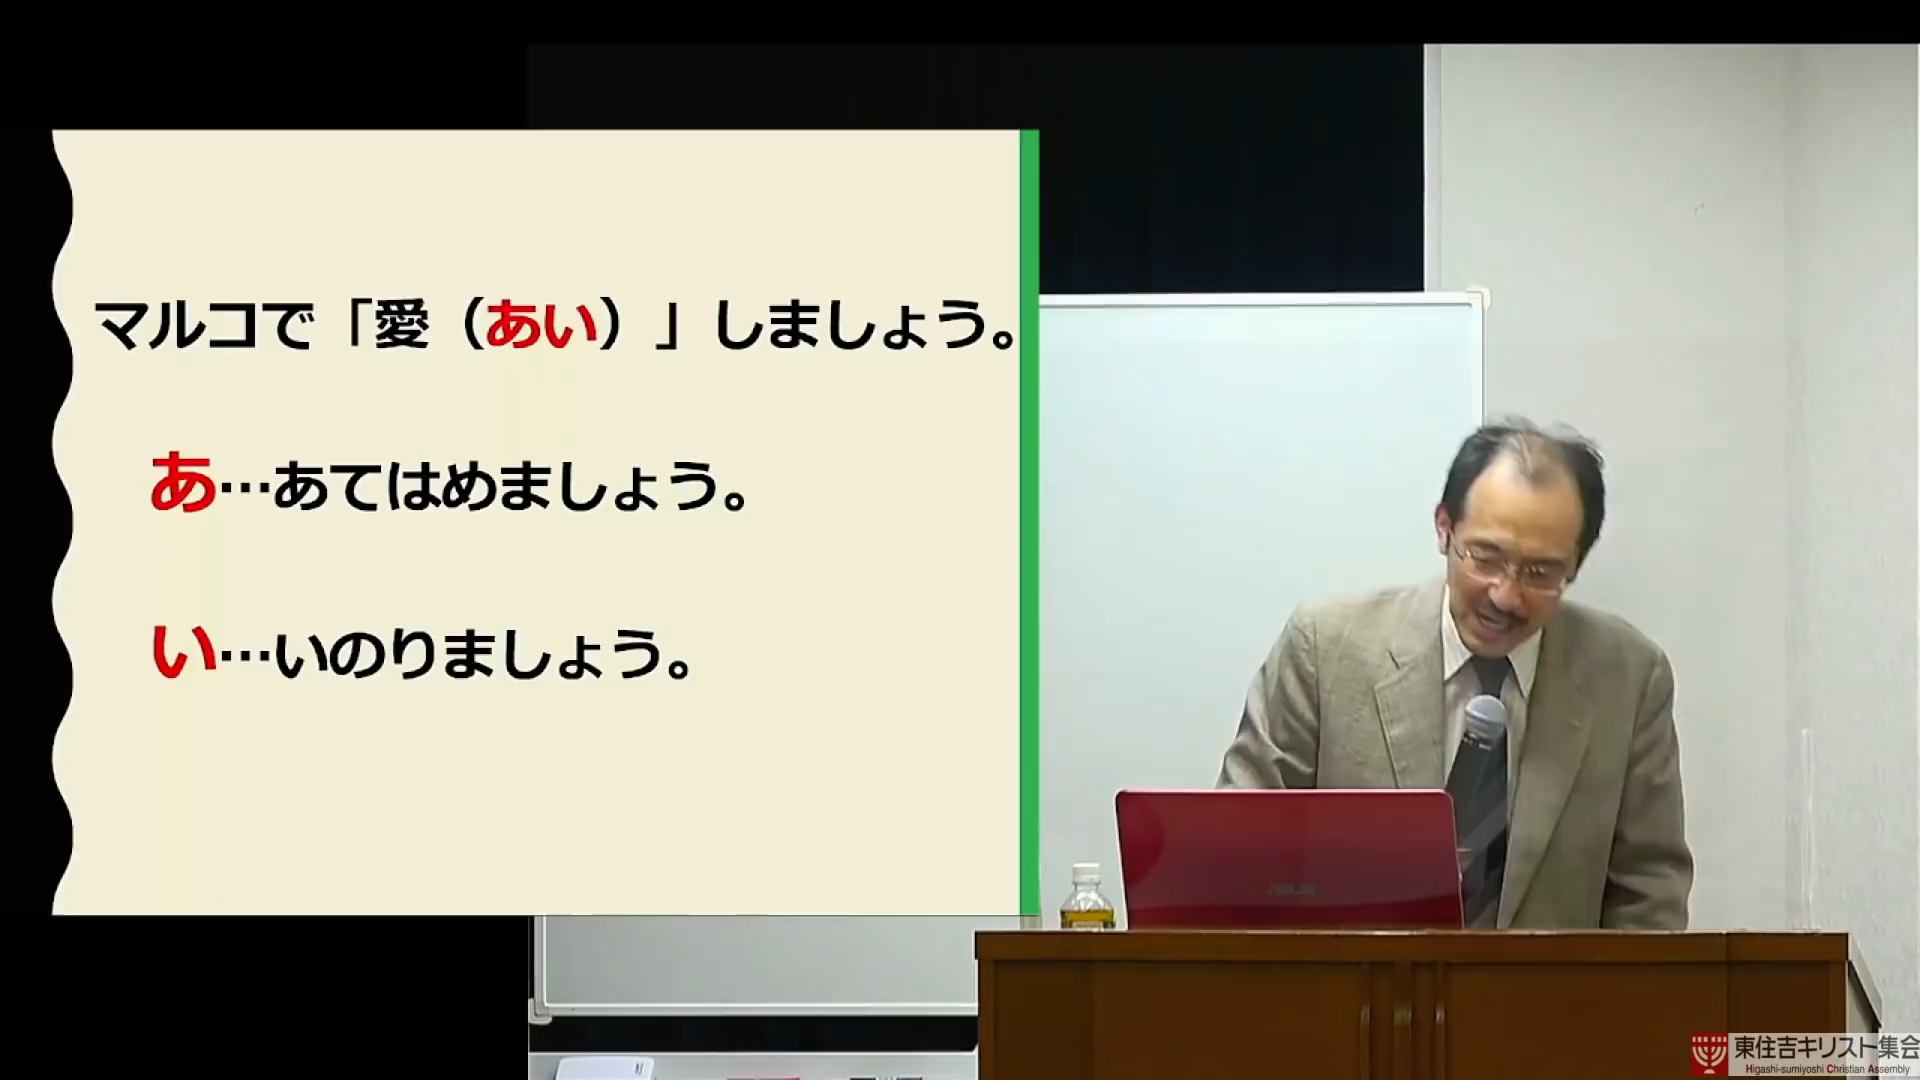 マルコで「愛（あい）」しましょう。
あ…あてはめましょう。
い…いのりましょう。
ASUS
東住吉キリスト集会
Higashi-sumiyoshi Christian Assembly